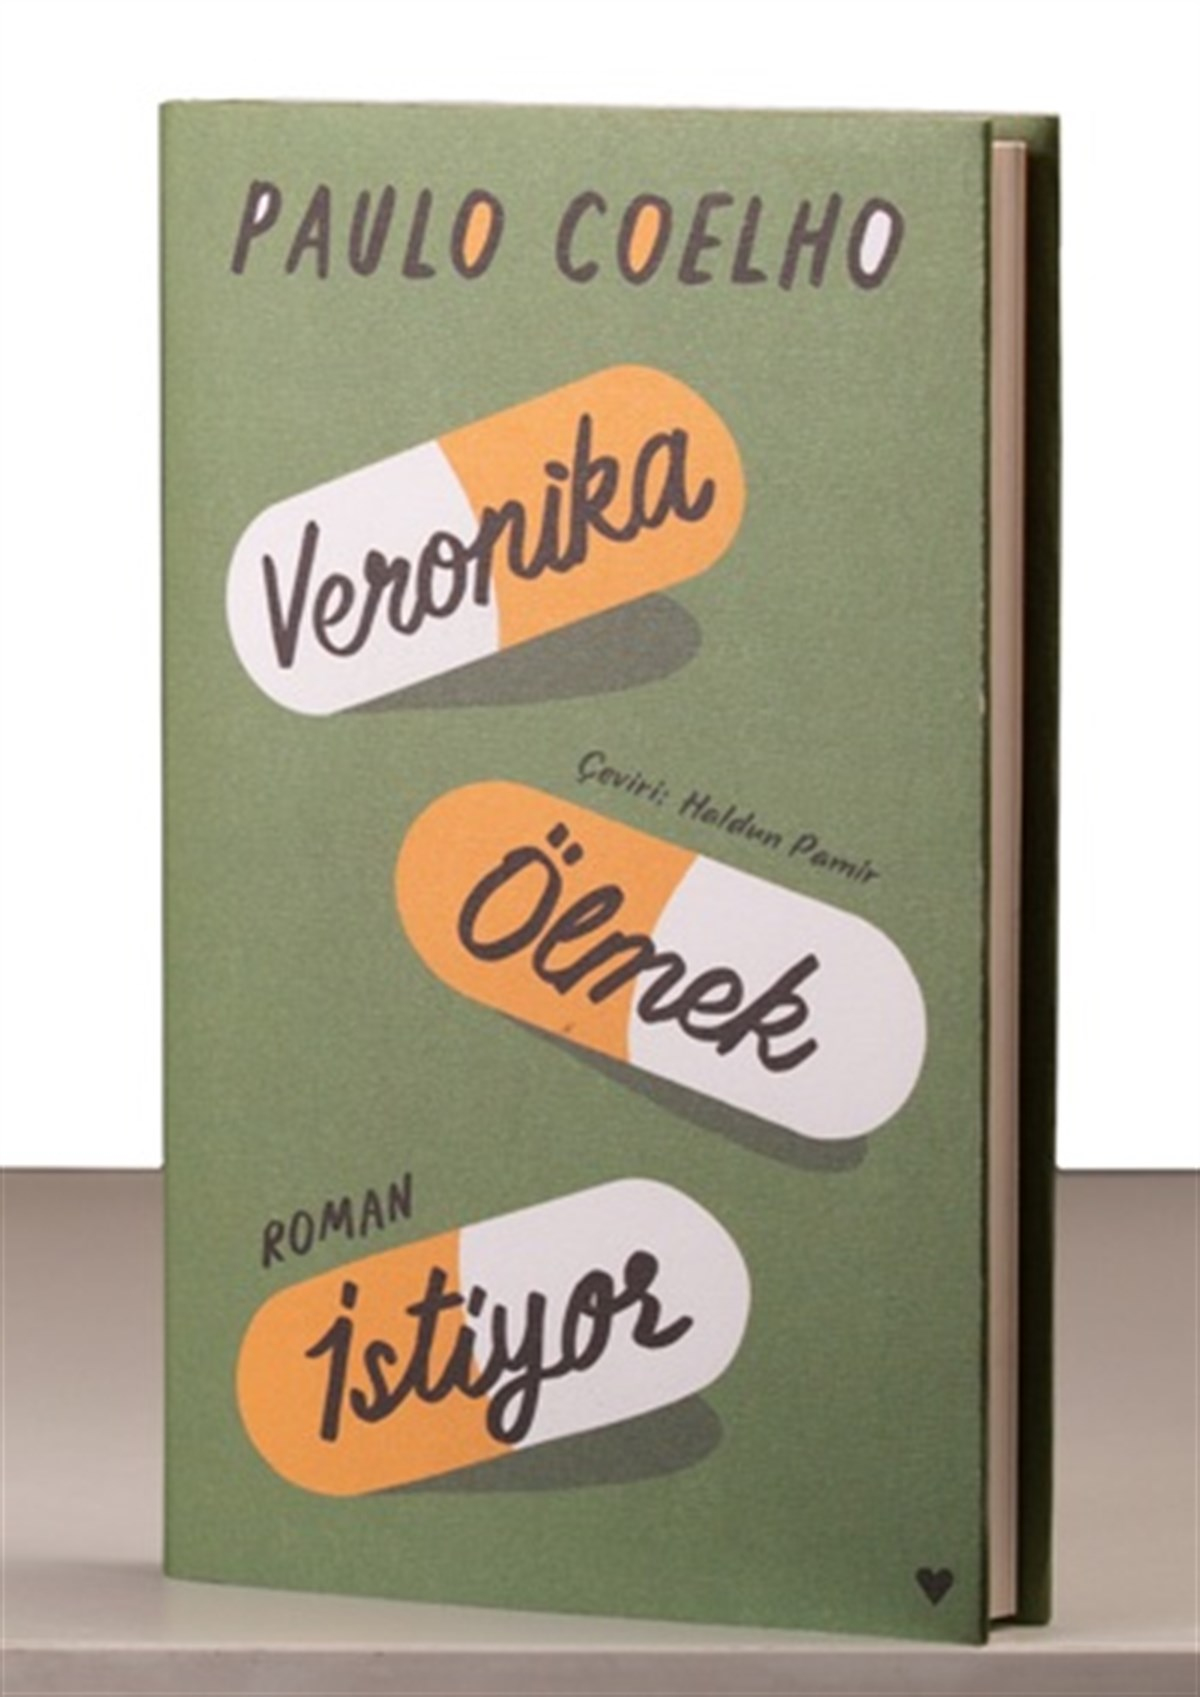 PAULO COELHO
Veronika
Çeviri: Haldun Pamir
Ölmek
ROMAN
İstiyor